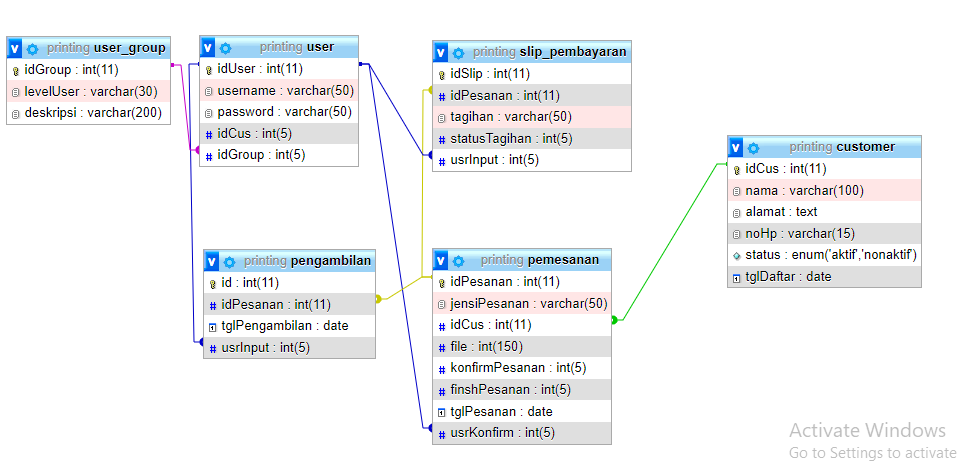 printing user_group
idGroup : int(11)
levelUser : varchar(30)
deskripsi : varchar(200)
printing user
idUser : int(11)
username : varchar(50)
password : varchar(50)
idCus : int(5)
idGroup : int(5)
printing slip_pembayaran
idSlip : int(11)
idPesanan : int(11)
tagihan : varchar(50)
statusTagihan : int(5)
usrInput : int(5)
printing customer
idCus : int(11)
nama : varchar(100)
alamat : text
noHp : varchar(15)
status : enum('aktif','nonaktif')
tglDaftar : date
printing pengambilan
id : int(11)
idPesanan : int(11)
tglPengambilan : date
usrInput : int(5)
printing pemesanan
idPesanan : int(11)
jensiPesanan : varchar(50)
idCus : int(11)
file : int(150)
konfirmPesanan : int(5)
finshPesanan : int(5)
tglPesanan : date
usrKonfirm : int(5)
Activate Windows
Go to Settings to activate